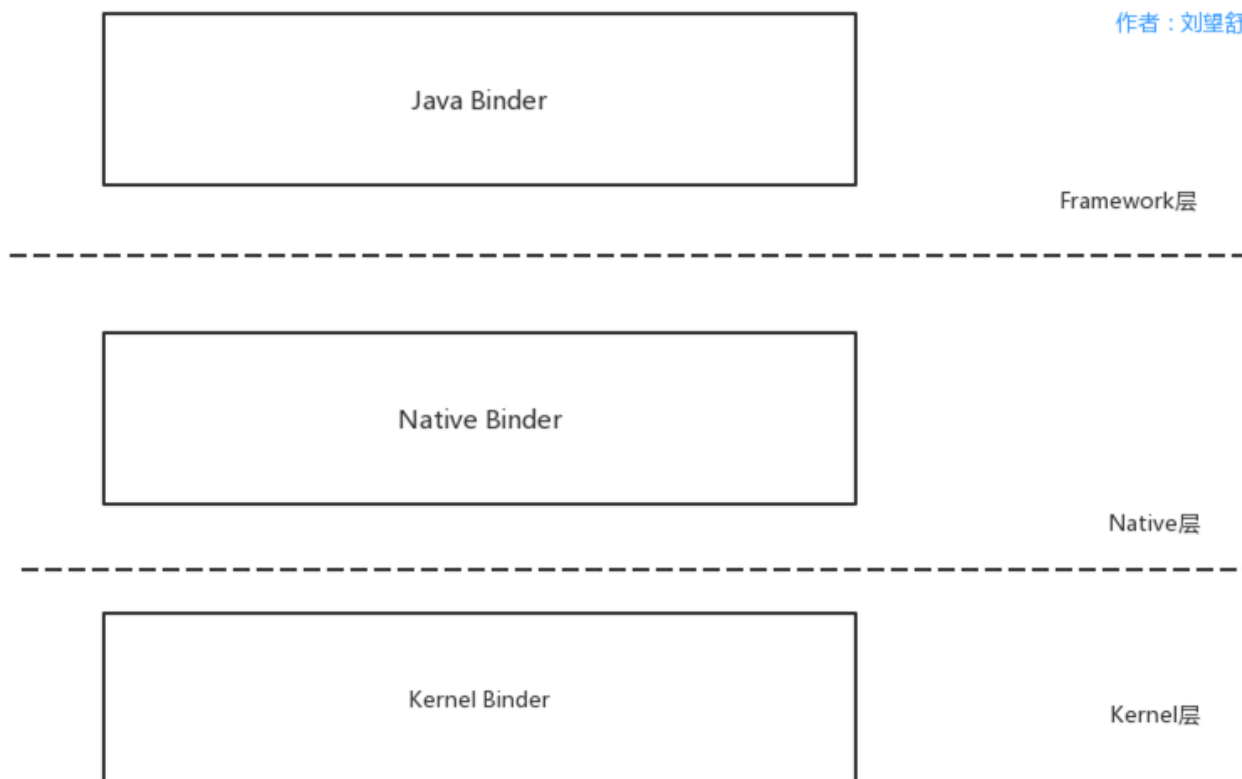 作者：刘望舒
Java Binder
Framework层
Native Binder
Native层
Kernel Binder
Kernel层